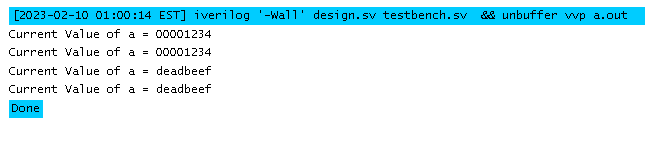 [2023-02-10 01:00:14 EST] iverilog '-Wall' design.sv testbench.sv  && unbuffer vvp a.out
Current Value of a = 00001234
Current Value of a = 00001234
Current Value of a = deadbeef
Current Value of a = deadbeef
Done